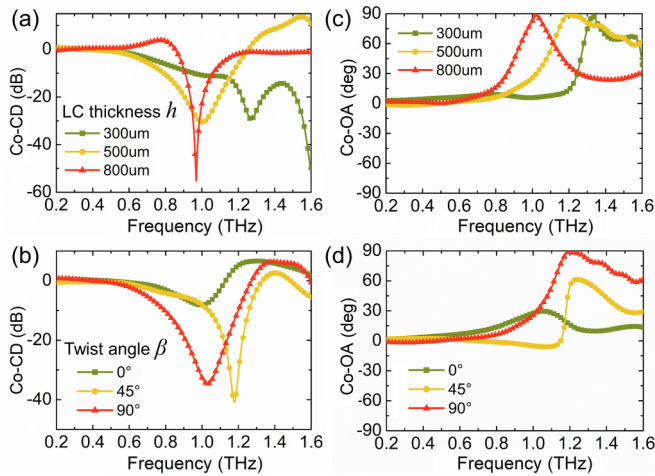 (a)
20
0
-20
-40
-60
Co-CD (dB)
LC thickness h
300um
500um
800um
0.2 0.4 0.6 0.8 1.0 1.2 1.4 1.6
Frequency (THz)
(c)
90
60
30
0
-30
-60
-90
Co-OA (deg)
300um
500um
800um
0.2 0.4 0.6 0.8 1.0 1.2 1.4 1.6
Frequency (THz)
(b)
0
-20
-40
Co-CD (dB)
Twist angle β
0°
45°
90°
0.2 0.4 0.6 0.8 1.0 1.2 1.4 1.6
Frequency (THz)
(d)
90
60
30
0
-30
-60
-90
Co-OA (deg)
0°
45°
90°
0.2 0.4 0.6 0.8 1.0 1.2 1.4 1.6
Frequency (THz)